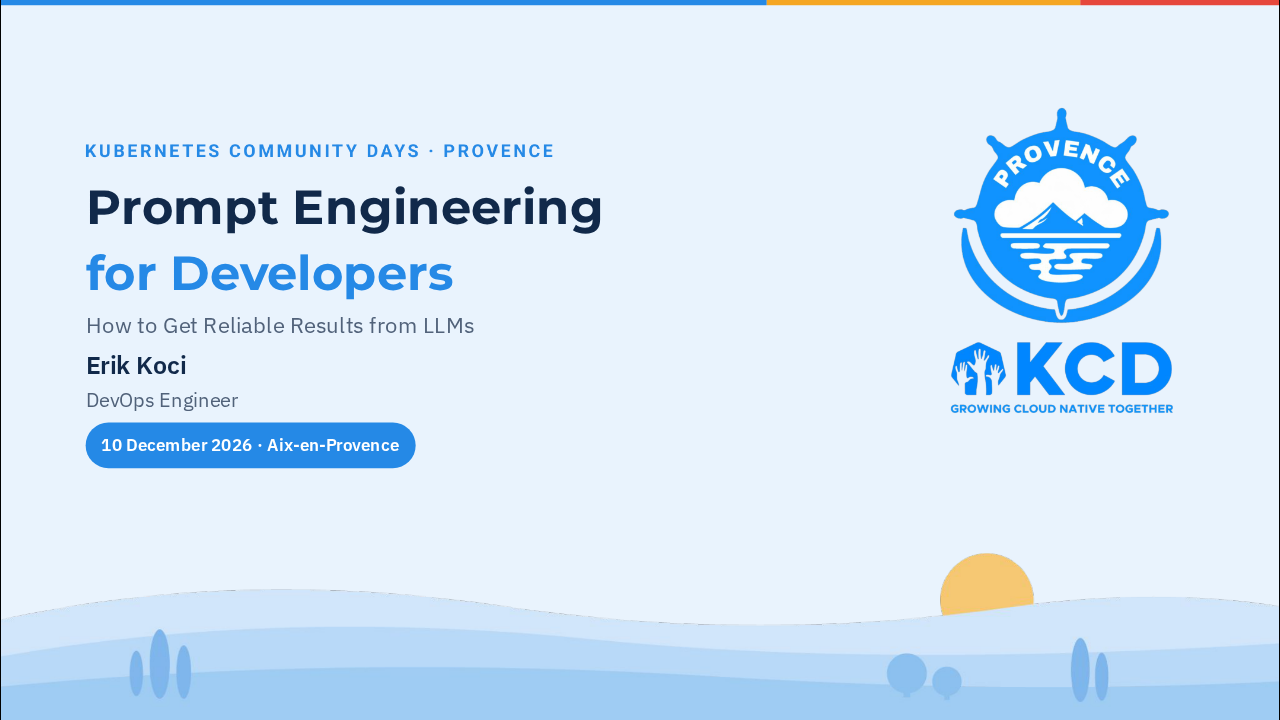 KUBERNETES COMMUNITY DAYS · PROVENCE
Prompt Engineering
for Developers
How to Get Reliable Results from LLMs
Erik Koci
DevOps Engineer
10 December 2026 · Aix-en-Provence
PROVENCE
KCD
GROWING CLOUD NATIVE TOGETHER